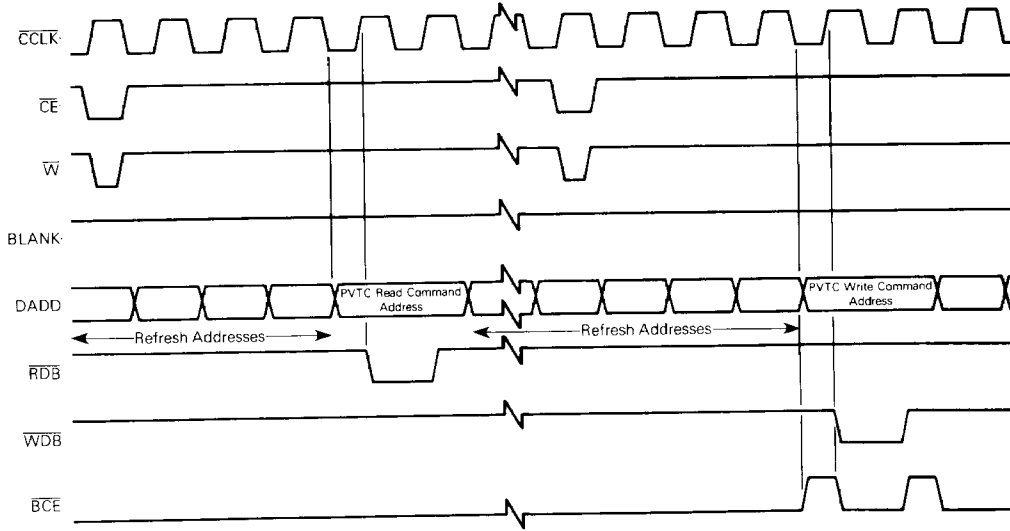 CCLK
CE
W
BLANK
DADD
PVTC Read Command
Address
PVTC Write Command
Address
Refresh Addresses
Refresh Addresses
RDB
WDB
BCE